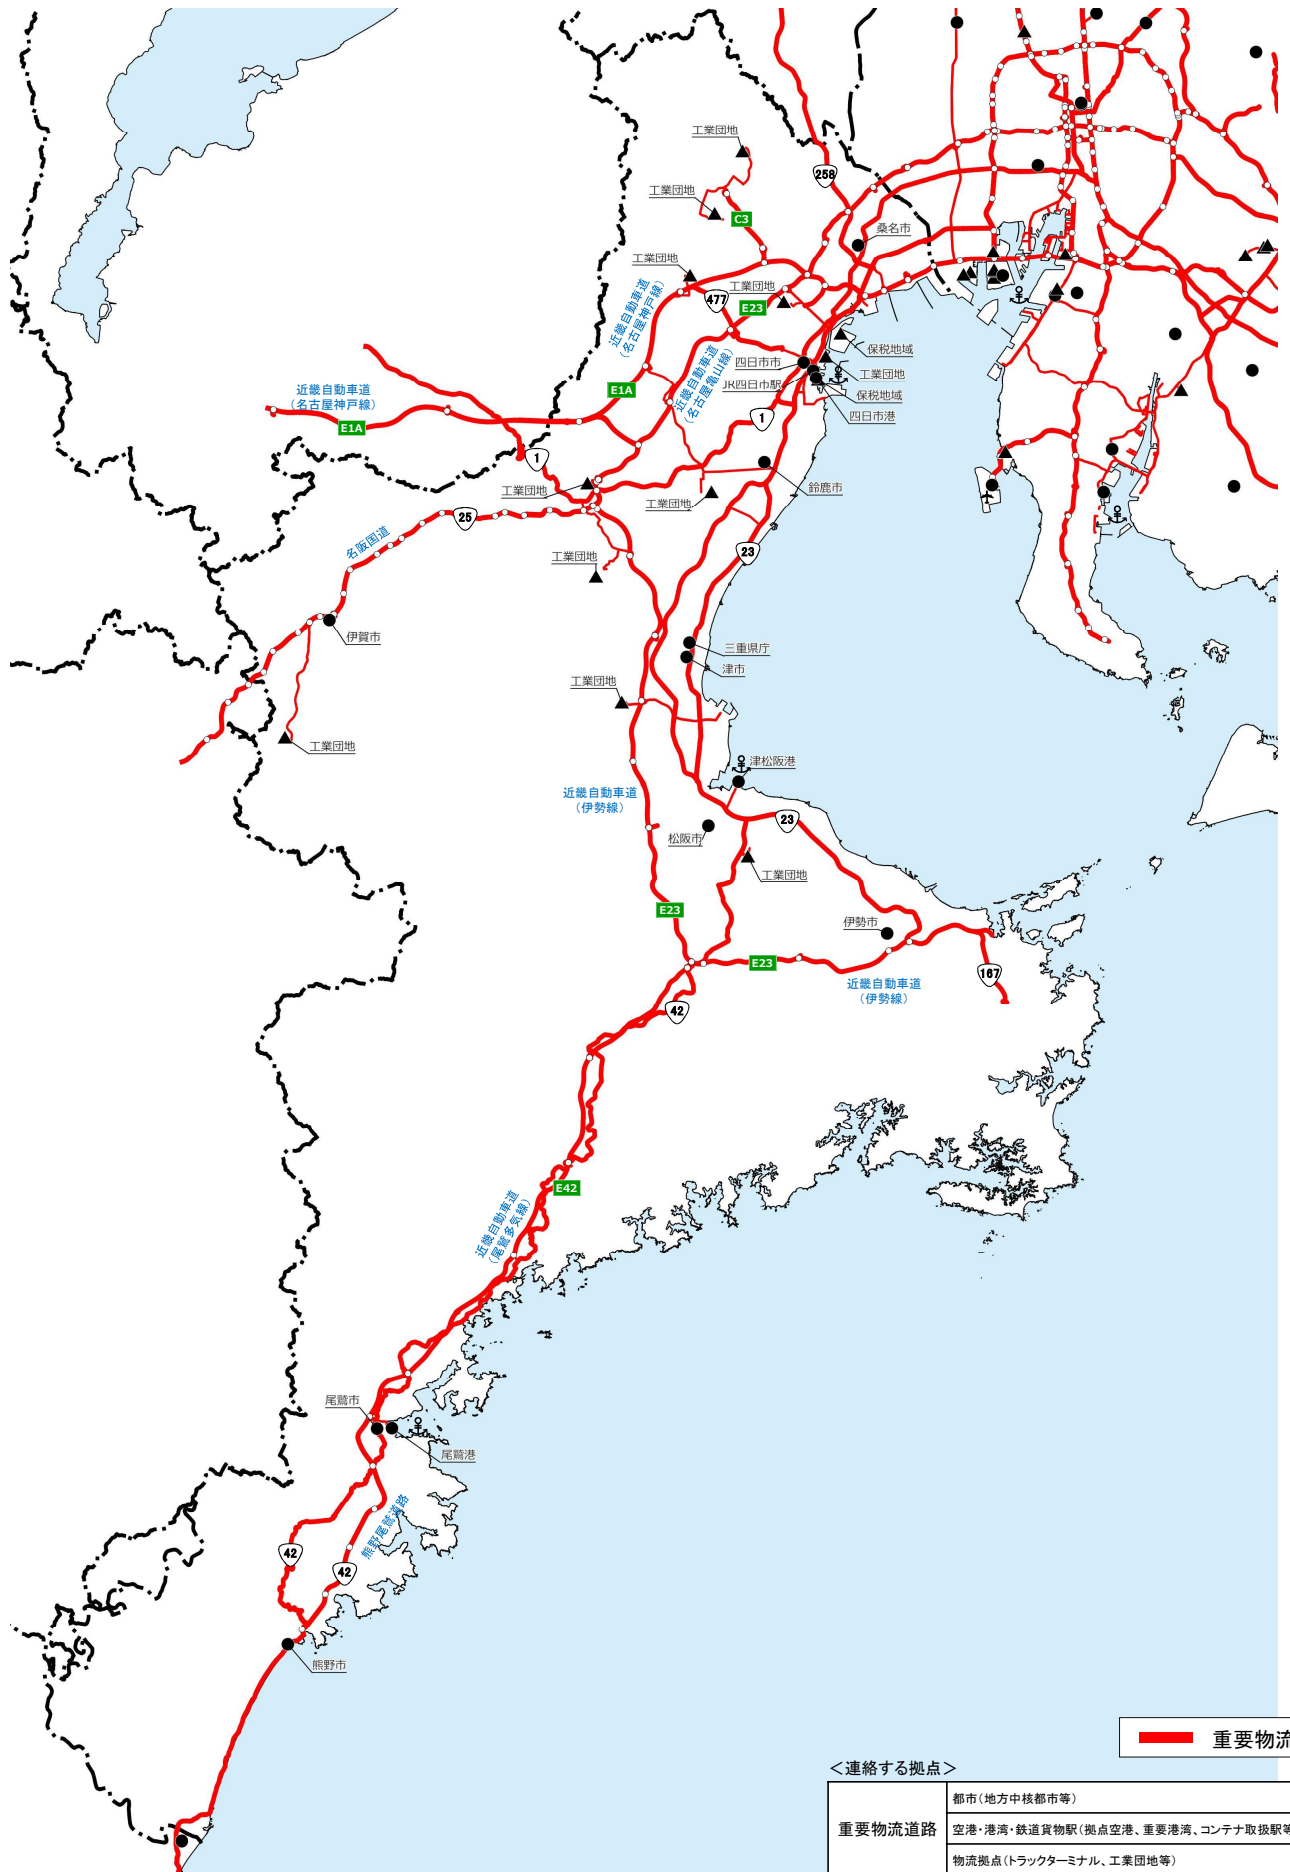 工業団地
258
工業団地
C3
桑名市
工業団地
工業団地
477
E23
近畿自動車道
(名古屋神戸線)
保税地域
四日市市
工業団地
JR四日市駅
近畿自動車道
(名古屋亀山線)
保税地域
四日市港
近畿自動車道
(名古屋神戸線)
E1A
E1A
1
1
鈴鹿市
工業団地
工業団地
25
名阪国道
23
工業団地
伊賀市
三重県庁
津市
工業団地
工業団地
津松阪港
近畿自動車道
(伊勢線)
23
松阪市
工業団地
E23
伊勢市
E23
167
近畿自動車道
(伊勢線)
42
E42
近畿自動車道
(尾鷲多気線)
尾鷲市
尾鷲港
熊野尾鷲道路
42
42
熊野市
重要物流
＜連絡する拠点＞
重要物流道路
都市(地方中核都市等)
空港・港湾・鉄道貨物駅(拠点空港、重要港湾、コンテナ取扱駅等
物流拠点(トラックターミナル、工業団地等)